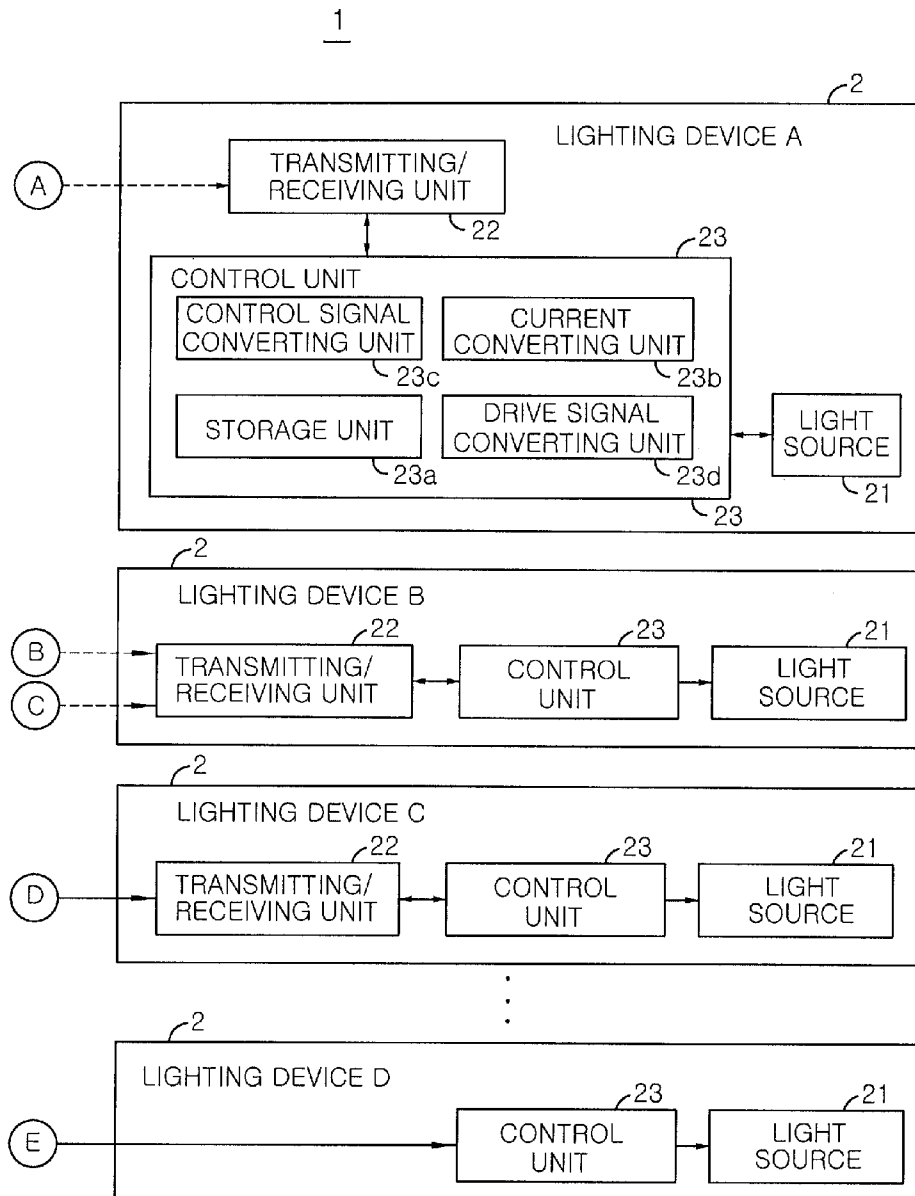 1
2
LIGHTING DEVICE A
A
TRANSMITTING/
RECEIVING UNIT
22
23
CONTROL UNIT
CONTROL SIGNAL
CONVERTING UNIT
23c
CURRENT
CONVERTING UNIT
23b
STORAGE UNIT
23a
DRIVE SIGNAL
CONVERTING UNIT
23d
LIGHT
SOURCE
21
23
2
LIGHTING DEVICE B
B
C
22
TRANSMITTING/
RECEIVING UNIT
23
CONTROL
UNIT
21
LIGHT
SOURCE
2
LIGHTING DEVICE C
D
22
TRANSMITTING/
RECEIVING UNIT
23
CONTROL
UNIT
21
LIGHT
SOURCE
2
LIGHTING DEVICE D
E
23
CONTROL
UNIT
21
LIGHT
SOURCE